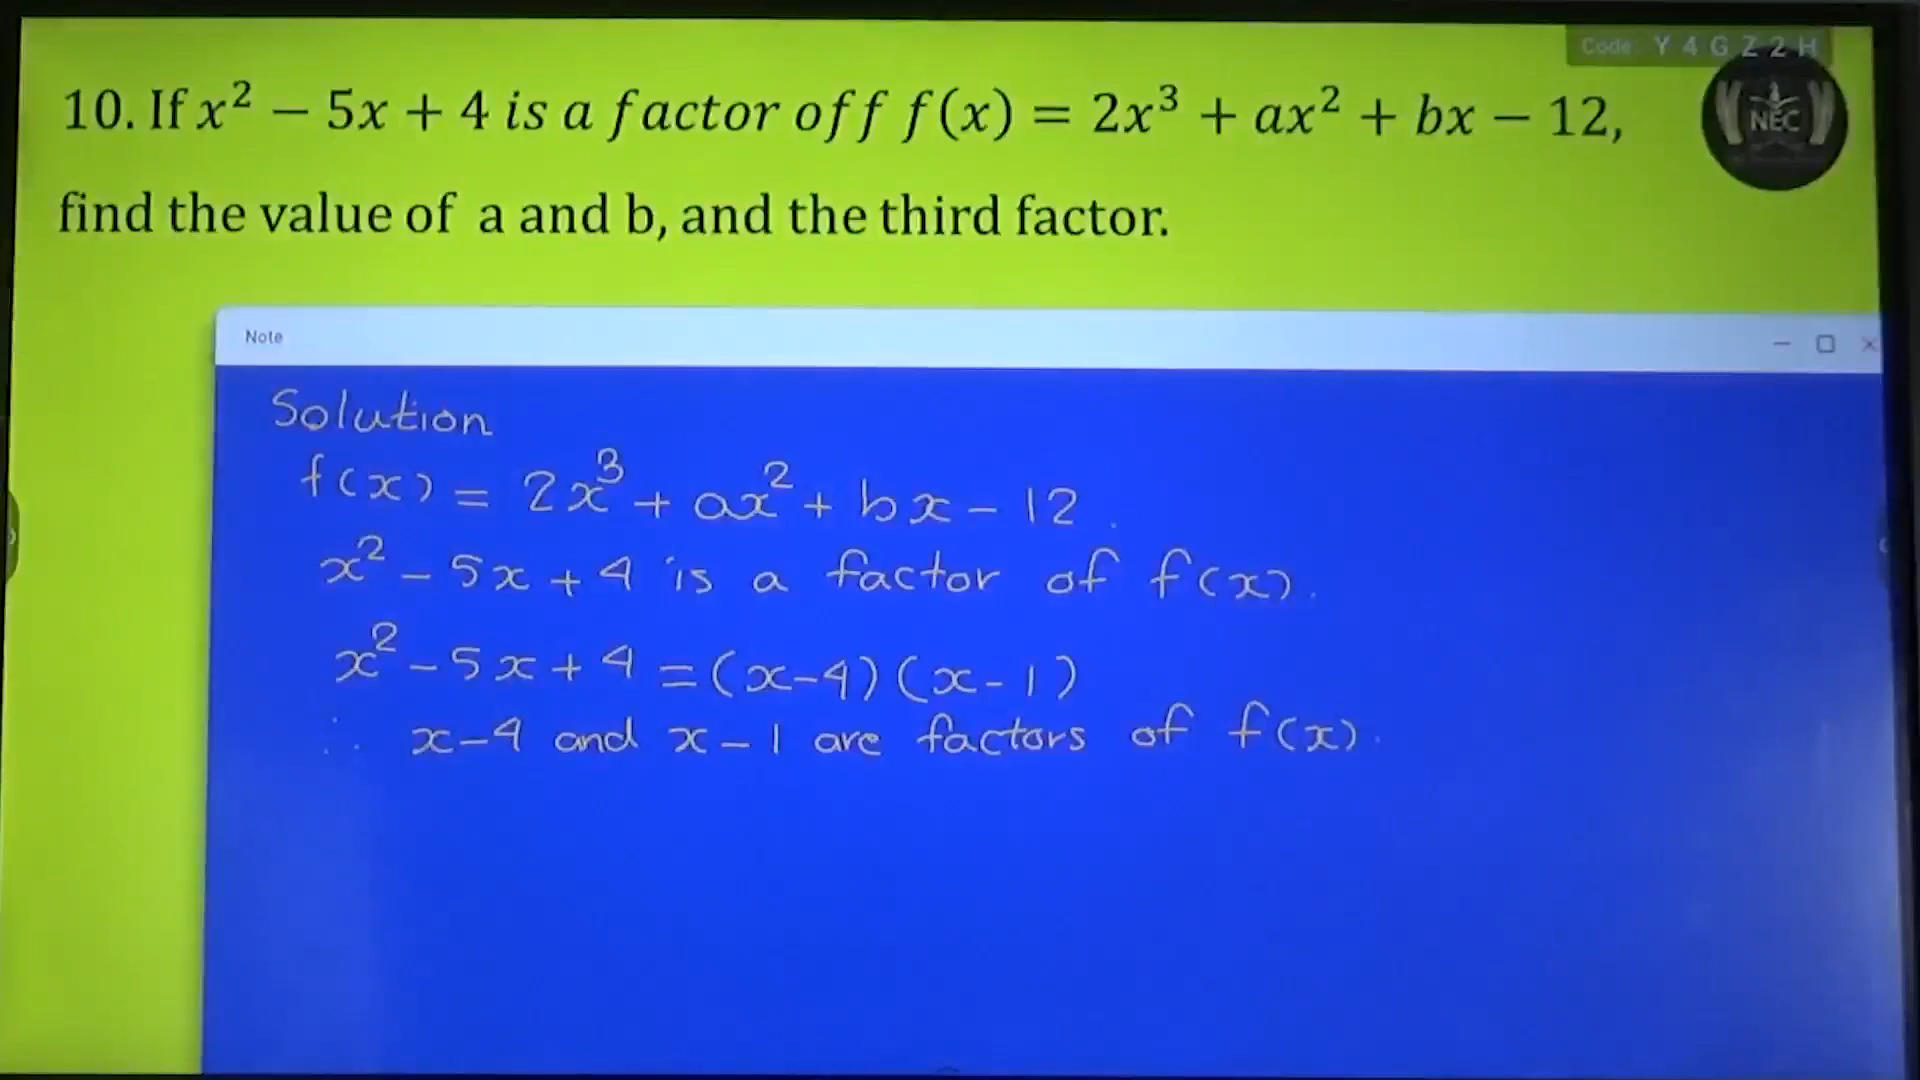 Code: Y 4 G Z 2 H
10. If x² − 5x + 4 is a factor off f(x) = 2x³ + ax² + bx − 12,
NEC
find the value of a and b, and the third factor.
Note
Solution
f(x) = 2x³ + ax² + bx − 12.
x² − 5x + 4 is a factor of f(x).
x² − 5x + 4 = (x−4)(x−1)
∴ x−4 and x−1 are factors of f(x).